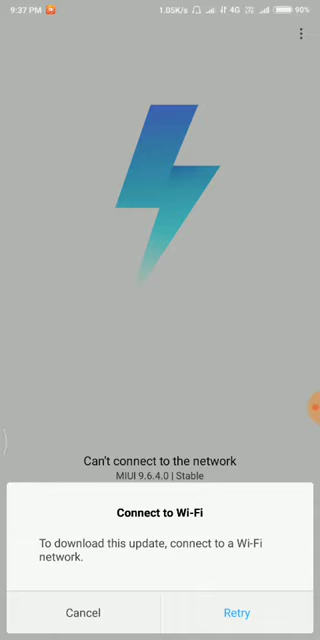 9:37 PM 1.05K/s 4G 90%
Can't connect to the network
MIUI 9.6.4.0 | Stable
Connect to Wi-Fi
To download this update, connect to a Wi-Fi
network.
Cancel Retry